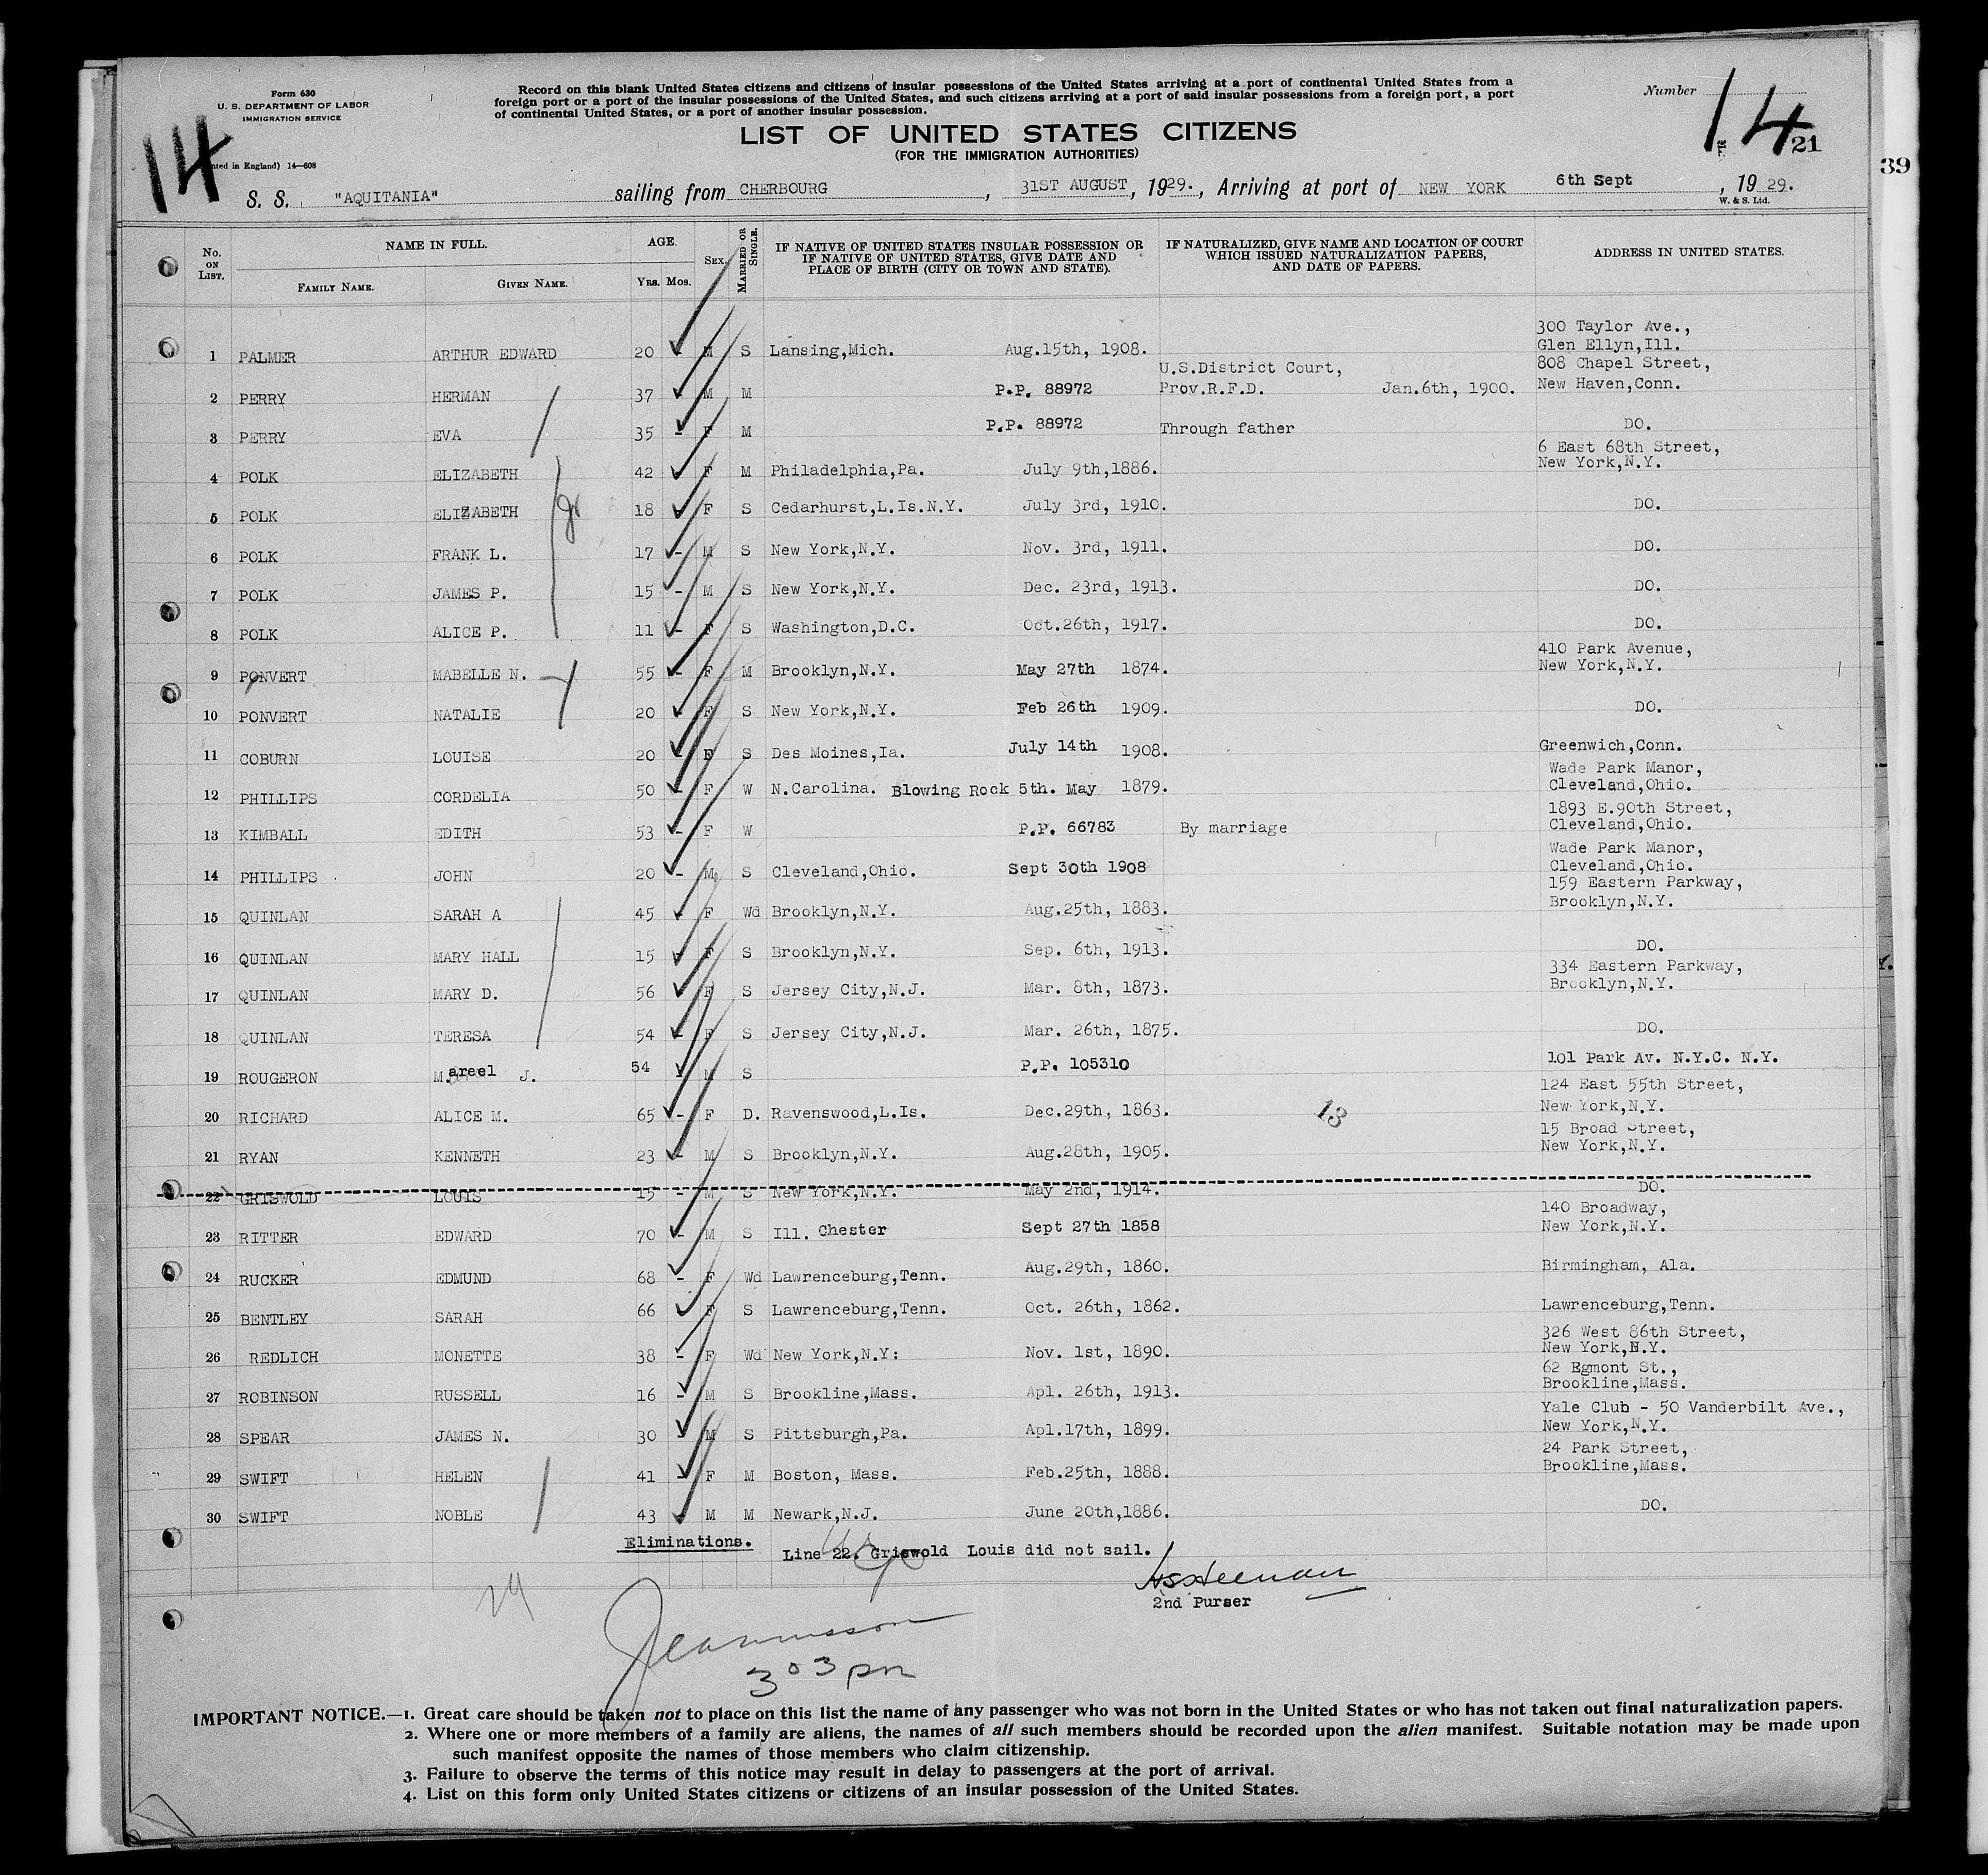 Form 630
U. S. DEPARTMENT OF LABOR
IMMIGRATION SERVICE
Record on this blank United States citizens and citizens of insular possessions of the United States arriving at a port of continental United States from a
foreign port or a port of the insular possessions of the United States, and such citizens arriving at a port of said insular possessions from a foreign port, a port
of continental United States, or a port of another insular possession.
Number 14
21
39
LIST OF UNITED STATES CITIZENS
(FOR THE IMMIGRATION AUTHORITIES)
14
nted in England) 14—608
S. S. "AQUITANIA" sailing from CHERBOURG, 31ST AUGUST, 1929., Arriving at port of NEW YORK 6th Sept, 19 29.
W. & S. Ltd.
No. ON LIST. NAME IN FULL. AGE. SEX. MARRIED OR SINGLE. IF NATIVE OF UNITED STATES INSULAR POSSESSION OR IF NATIVE OF UNITED STATES, GIVE DATE AND PLACE OF BIRTH (CITY OR TOWN AND STATE). IF NATURALIZED, GIVE NAME AND LOCATION OF COURT WHICH ISSUED NATURALIZATION PAPERS, AND DATE OF PAPERS. ADDRESS IN UNITED STATES.
FAMILY NAME. GIVEN NAME. YRS. MOS.
1 PALMER ARTHUR EDWARD 20 - M S Lansing,Mich. Aug.15th, 1908. 300 Taylor Ave., Glen Ellyn,Ill.
2 PERRY HERMAN 37 - M M P.P. 88972 U.S.District Court, Prov.R.F.D. Jan.6th, 1900. 808 Chapel Street, New Haven,Conn.
3 PERRY EVA 35 - F M P.P. 88972 Through father DO.
4 POLK ELIZABETH 42 - F M Philadelphia,Pa. July 9th,1886. 6 East 68th Street, New York,N.Y.
5 POLK ELIZABETH jr 18 - F S Cedarhurst,L.Is.N.Y. July 3rd, 1910. DO.
6 POLK FRANK L. 17 - M S New York,N.Y. Nov. 3rd, 1911. DO.
7 POLK JAMES P. 15 - M S New York,N.Y. Dec. 23rd, 1913. DO.
8 POLK ALICE P. 11 - F S Washington,D.C. Oct.26th, 1917. DO.
9 PONVERT MABELLE N. 55 - F M Brooklyn,N.Y. May 27th 1874. 410 Park Avenue, New York,N.Y.
10 PONVERT NATALIE 20 - F S New York,N.Y. Feb 26th 1909. DO.
11 COBURN LOUISE 20 - F S Des Moines,Ia. July 14th 1908. Greenwich,Conn.
12 PHILLIPS CORDELIA 50 - F W N.Carolina. Blowing Rock 5th. May 1879. Wade Park Manor, Cleveland,Ohio.
13 KIMBALL EDITH 53 - F W P.P. 66783 By marriage 1893 E.90th Street, Cleveland,Ohio.
14 PHILLIPS JOHN 20 - M S Cleveland,Ohio. Sept 30th 1908 Wade Park Manor, Cleveland,Ohio.
15 QUINLAN SARAH A 45 - F Wd Brooklyn,N.Y. Aug.25th, 1883. 159 Eastern Parkway, Brooklyn,N.Y.
16 QUINLAN MARY HALL 15 - F S Brooklyn,N.Y. Sep. 6th, 1913. DO.
17 QUINLAN MARY D. 56 - F S Jersey City,N.J. Mar. 8th, 1873. 334 Eastern Parkway, Brooklyn,N.Y.
18 QUINLAN TERESA 54 - F S Jersey City,N.J. Mar. 26th, 1875. DO.
19 ROUGERON M.areel J. 54 - M S P.P. 105310 101 Park Av. N.Y.C. N.Y.
20 RICHARD ALICE M. 65 - F D. Ravenswood,L.Is. Dec.29th, 1863. 13 124 East 55th Street, New York,N.Y.
21 RYAN KENNETH 23 - M S Brooklyn,N.Y. Aug.28th, 1905. 15 Broad Street, New York,N.Y.
22 GRISWOLD LOUIS 15 - M S New York,N.Y. May 2nd, 1914. DO.
23 RITTER EDWARD 70 - M S Ill. Chester Sept 27th 1858 140 Broadway, New York,N.Y.
24 RUCKER EDMUND 68 - F Wd Lawrenceburg,Tenn. Aug.29th, 1860. Birmingham, Ala.
25 BENTLEY SARAH 66 - F S Lawrenceburg,Tenn. Oct. 26th, 1862. Lawrenceburg,Tenn.
26 REDLICH MONETTE 38 - F Wd New York,N.Y: Nov. 1st, 1890. 326 West 86th Street, New York,N.Y.
27 ROBINSON RUSSELL 16 - M S Brookline,Mass. Apl. 26th, 1913. 62 Egmont St., Brookline,Mass.
28 SPEAR JAMES N. 30 - M S Pittsburgh,Pa. Apl.17th, 1899. Yale Club - 50 Vanderbilt Ave., New York,N.Y.
29 SWIFT HELEN 41 - F M Boston, Mass. Feb.25th, 1888. 24 Park Street, Brookline,Mass.
30 SWIFT NOBLE 43 - M M Newark,N.J. June 20th,1886. DO.
Eliminations. Line 22. Griswold Louis did not sail.
2nd Purser
303 pm
IMPORTANT NOTICE.—1. Great care should be taken not to place on this list the name of any passenger who was not born in the United States or who has not taken out final naturalization papers.
2. Where one or more members of a family are aliens, the names of all such members should be recorded upon the alien manifest. Suitable notation may be made upon
such manifest opposite the names of those members who claim citizenship.
3. Failure to observe the terms of this notice may result in delay to passengers at the port of arrival.
4. List on this form only United States citizens or citizens of an insular possession of the United States.